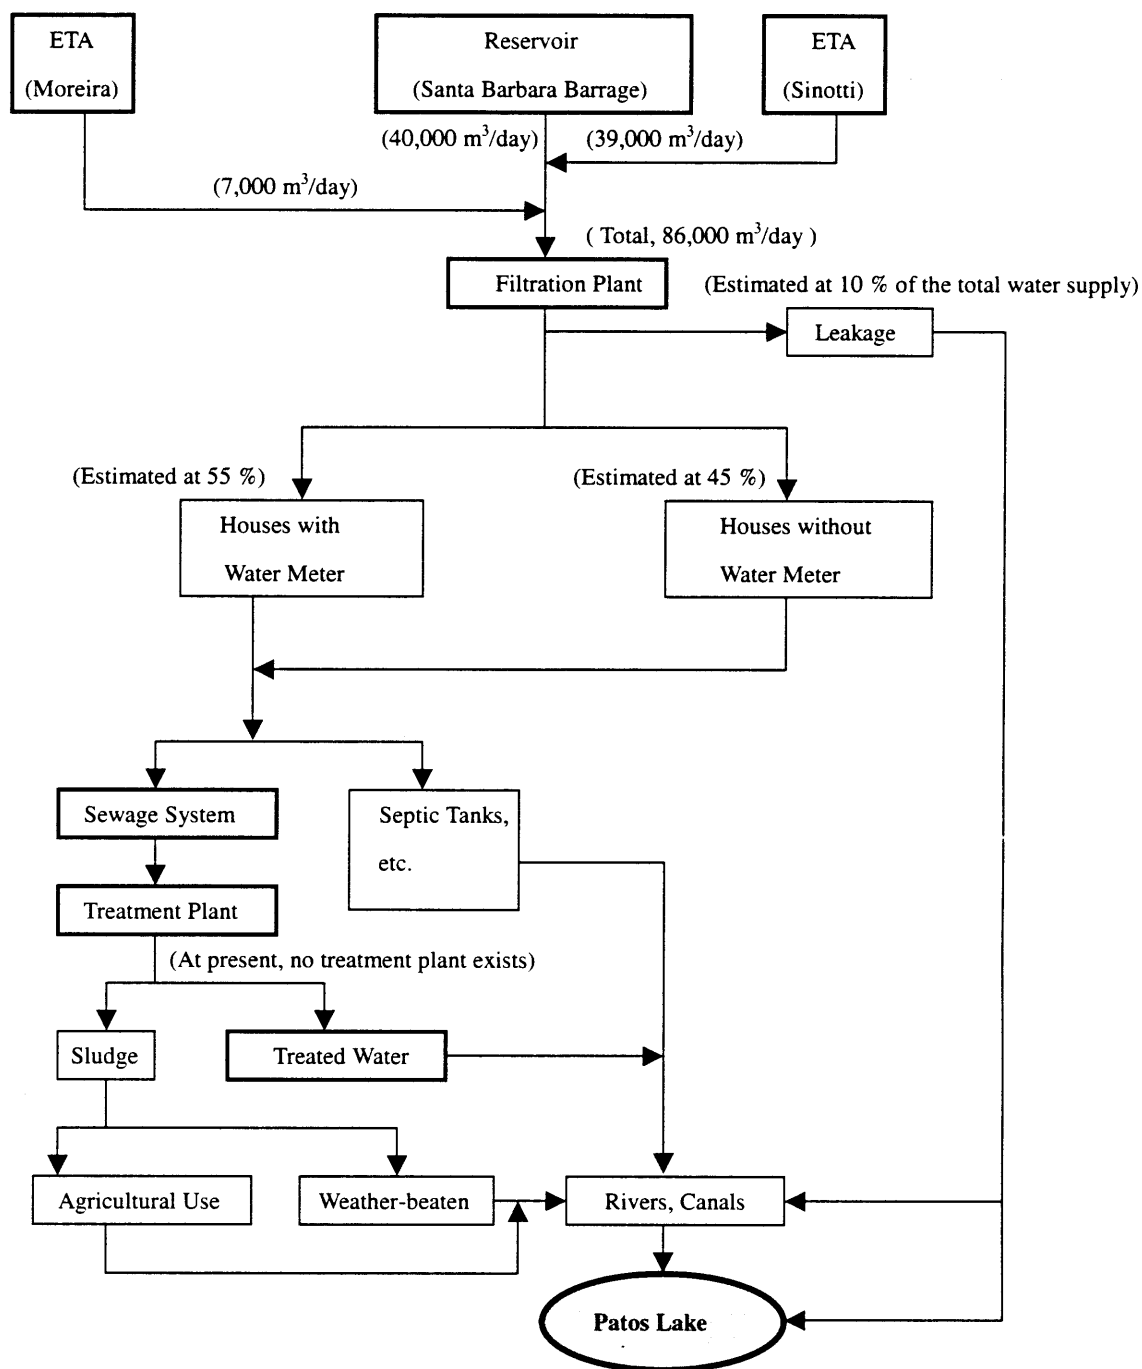 ETA
(Moreira)
Reservoir
(Santa Barbara Barrage)
ETA
(Sinotti)
(40,000 m³/day)
(39,000 m³/day)
(7,000 m³/day)
( Total, 86,000 m³/day )
Filtration Plant
(Estimated at 10 % of the total water supply)
Leakage
(Estimated at 55 %)
(Estimated at 45 %)
Houses with
Water Meter
Houses without
Water Meter
Sewage System
Septic Tanks,
etc.
Treatment Plant
(At present, no treatment plant exists)
Sludge
Treated Water
Agricultural Use
Weather-beaten
Rivers, Canals
Patos Lake